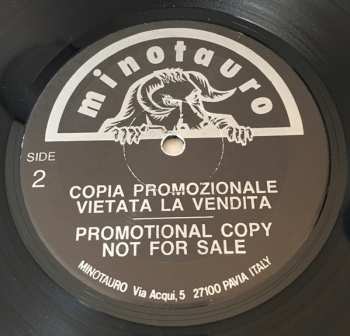 minotauro
SIDE
2
COPIA PROMOZIONALE
VIETATA LA VENDITA
PROMOTIONAL COPY
NOT FOR SALE
MINOTAURO Via Acqui, 5 27100 PAVIA ITALY